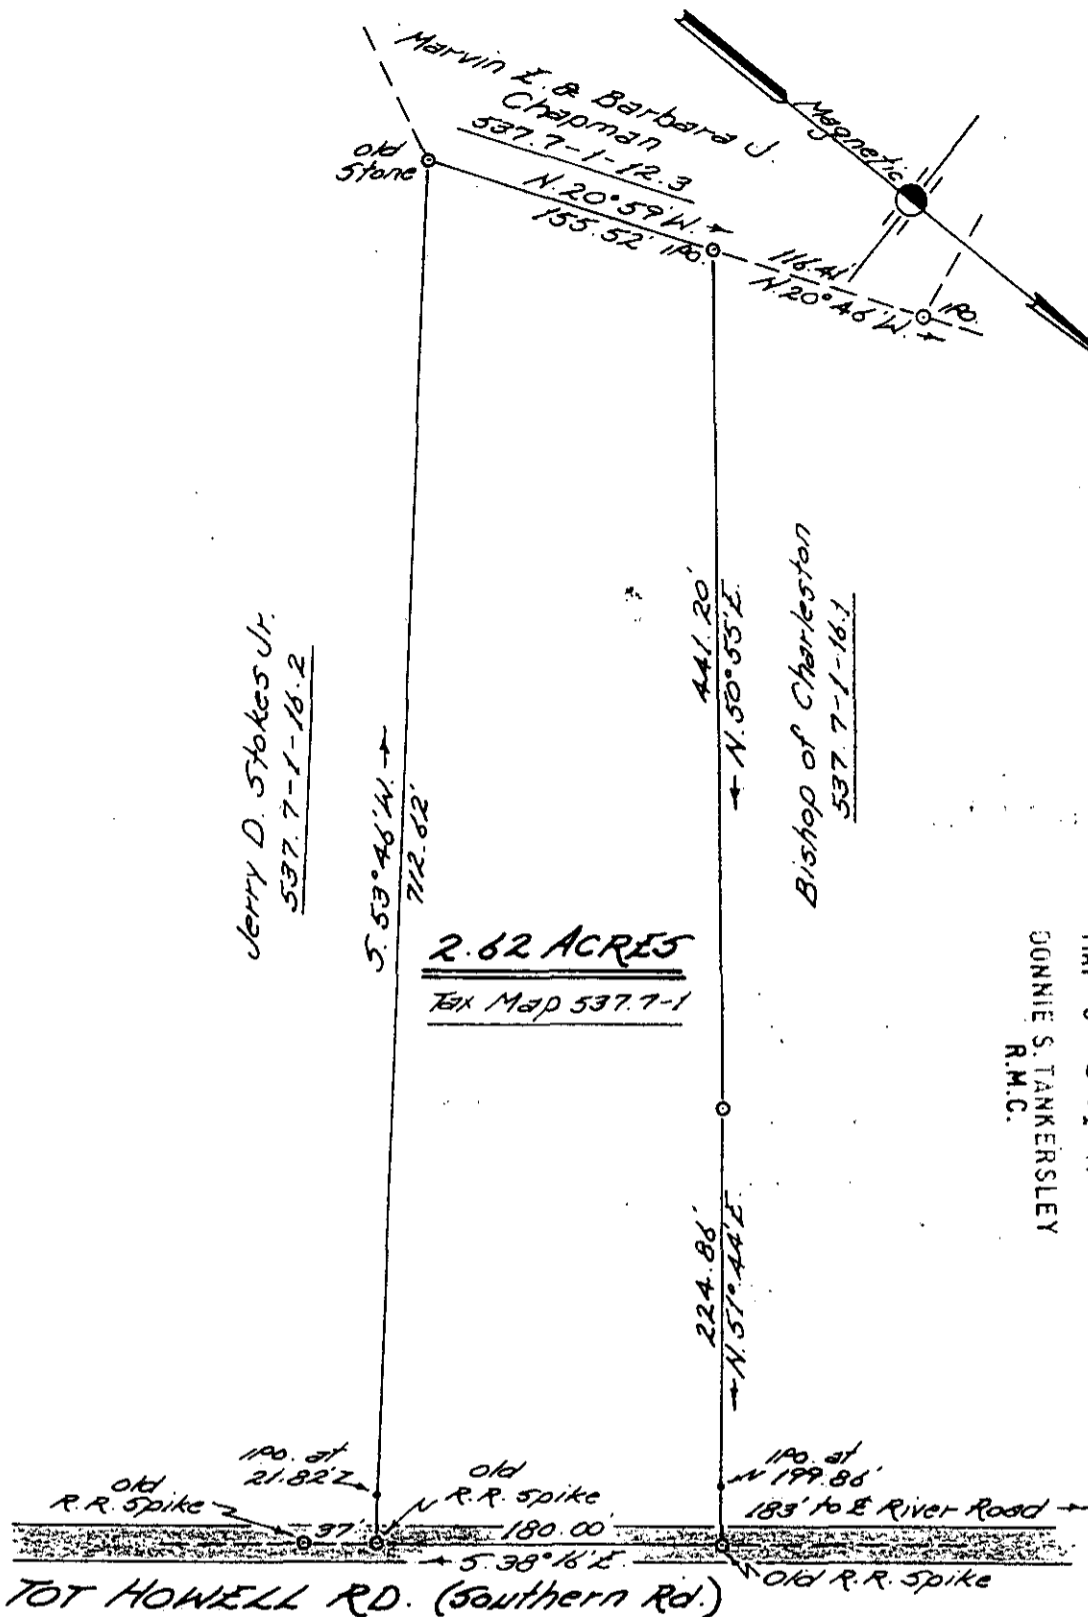 Marvin L. & Barbara J.
Chapman
537.7-1-12.3
N. 20° 59' W.
155.52'
IPO.
Old
Stone
Magnetic
116.41'
N. 20° 46' W.
IPO.
Jerry D. Stokes Jr.
537.7-1-16.2
S. 53° 46' W.
712.62'
441.20'
N. 50° 55' E.
Bishop of Charleston
537.7-1-16.1
2.62 ACRES
Tax Map 537.7-1
DONNIE S. TANKERSLEY
R.M.C.
224.86'
N. 51° 44' E.
IPO. at
21.82'
Old
R.R. Spike
Old
R.R. Spike
IPO. at
199.86'
183' to ℄ River Road
37'
180.00'
S. 38° 16' E.
Old R.R. Spike
TOT HOWELL RD. (Southern Rd.)